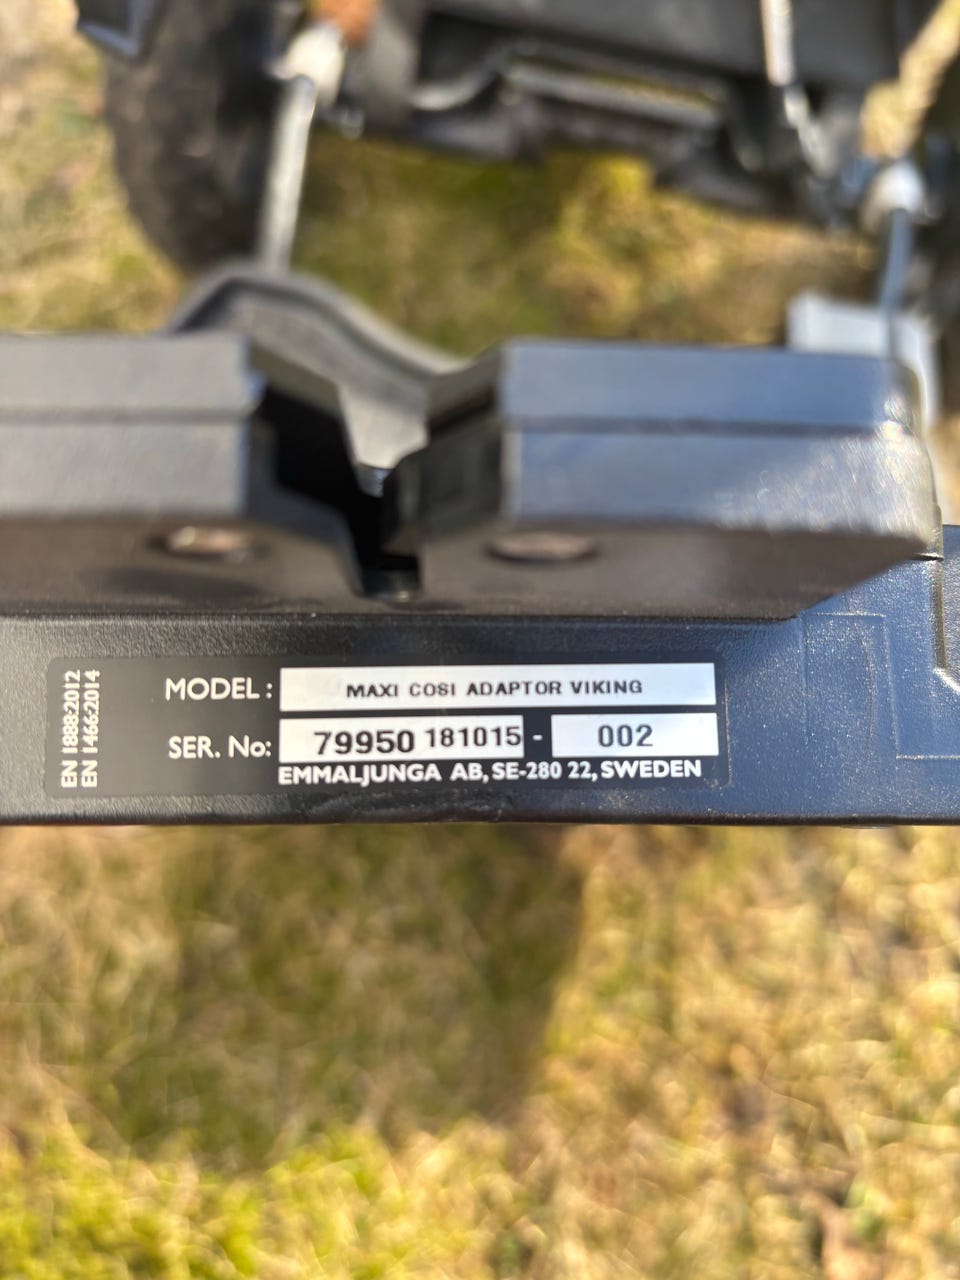 EN 1888:2012
EN 1466:2014
MODEL : MAXI COSI ADAPTOR VIKING
SER. No: 79950 181015 - 002
EMMALJUNGA AB, SE-280 22, SWEDEN